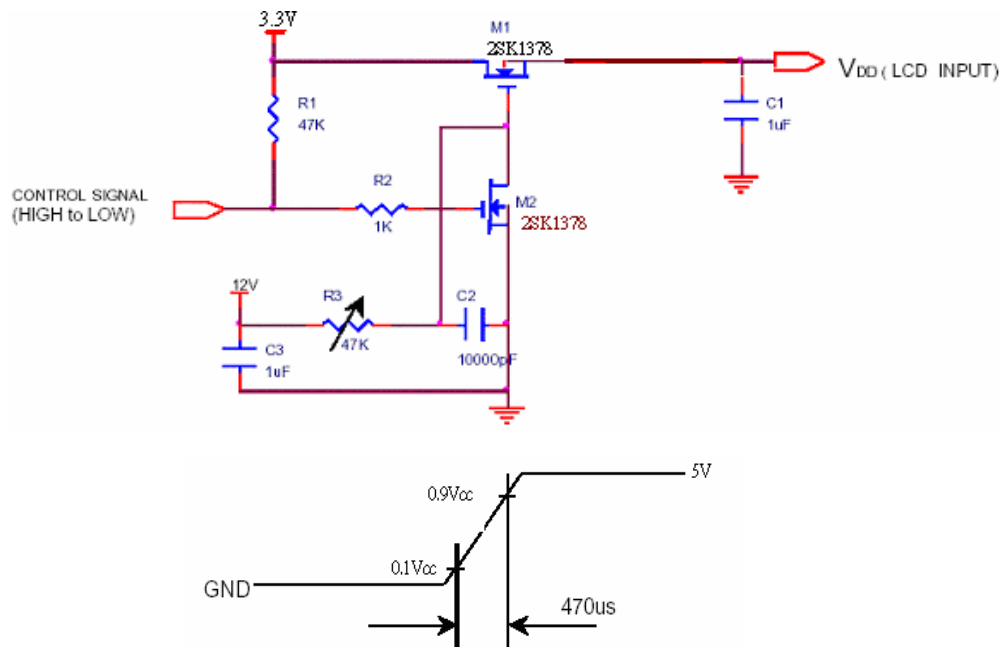 3.3V
M1
2SK1378
R1
47K
VDD ( LCD INPUT)
C1
1uF
CONTROL SIGNAL
(HIGH to LOW)
R2
1K
M2
2SK1378
12V
R3
47K
C2
10000pF
C3
1uF
0.9Vcc
5V
0.1Vcc
GND
470us